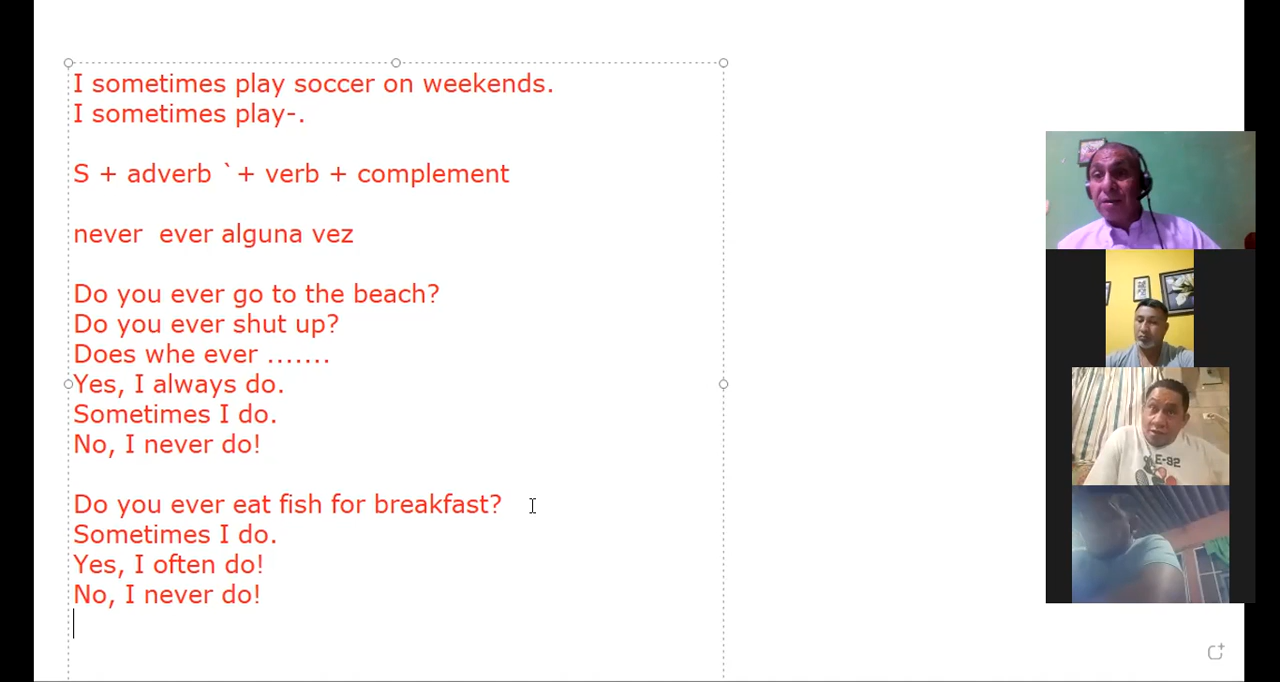 I sometimes play soccer on weekends.
I sometimes play-.
S + adverb `+ verb + complement
never  ever alguna vez
Do you ever go to the beach?
Do you ever shut up?
Does whe ever .......
Yes, I always do.
Sometimes I do.
No, I never do!
Do you ever eat fish for breakfast?
Sometimes I do.
Yes, I often do!
No, I never do!
E-92